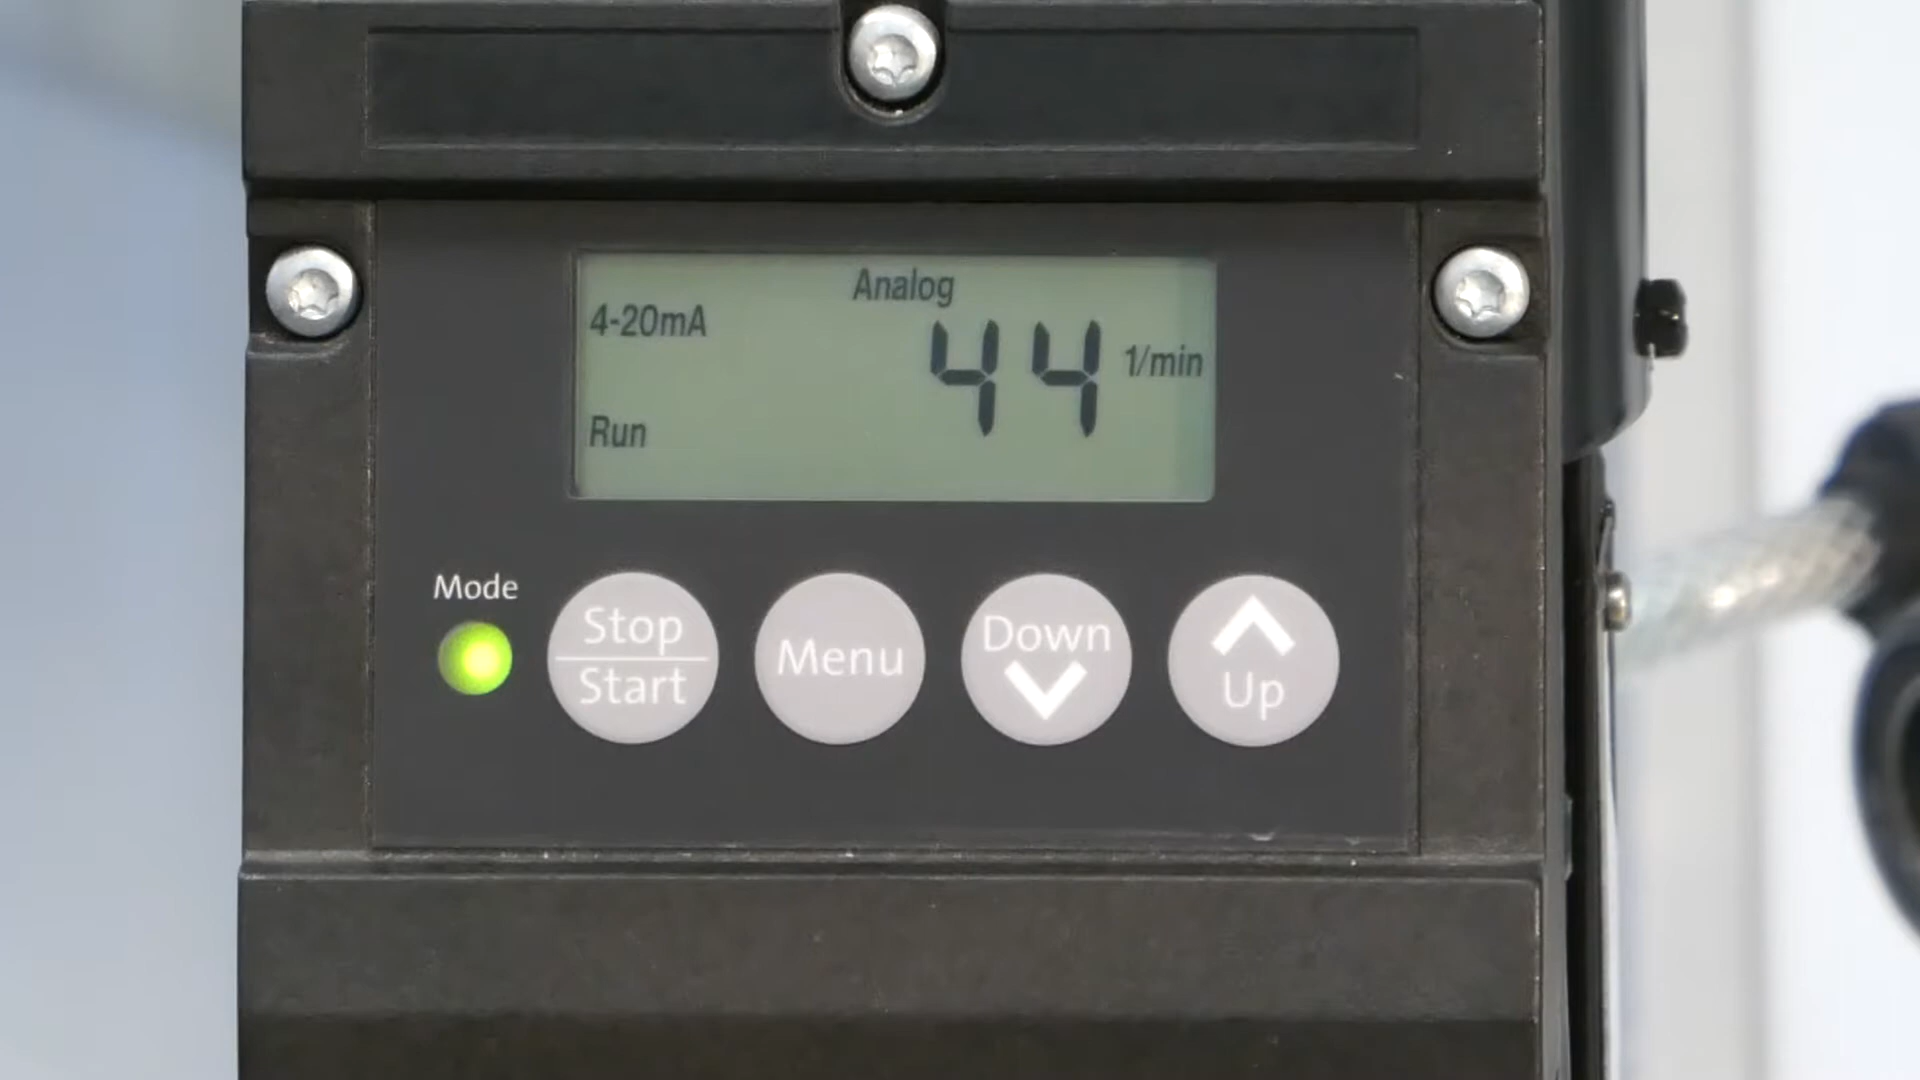 Analog
4-20mA
44 1/min
Run
Mode
Stop
Start
Menu
Down
Up